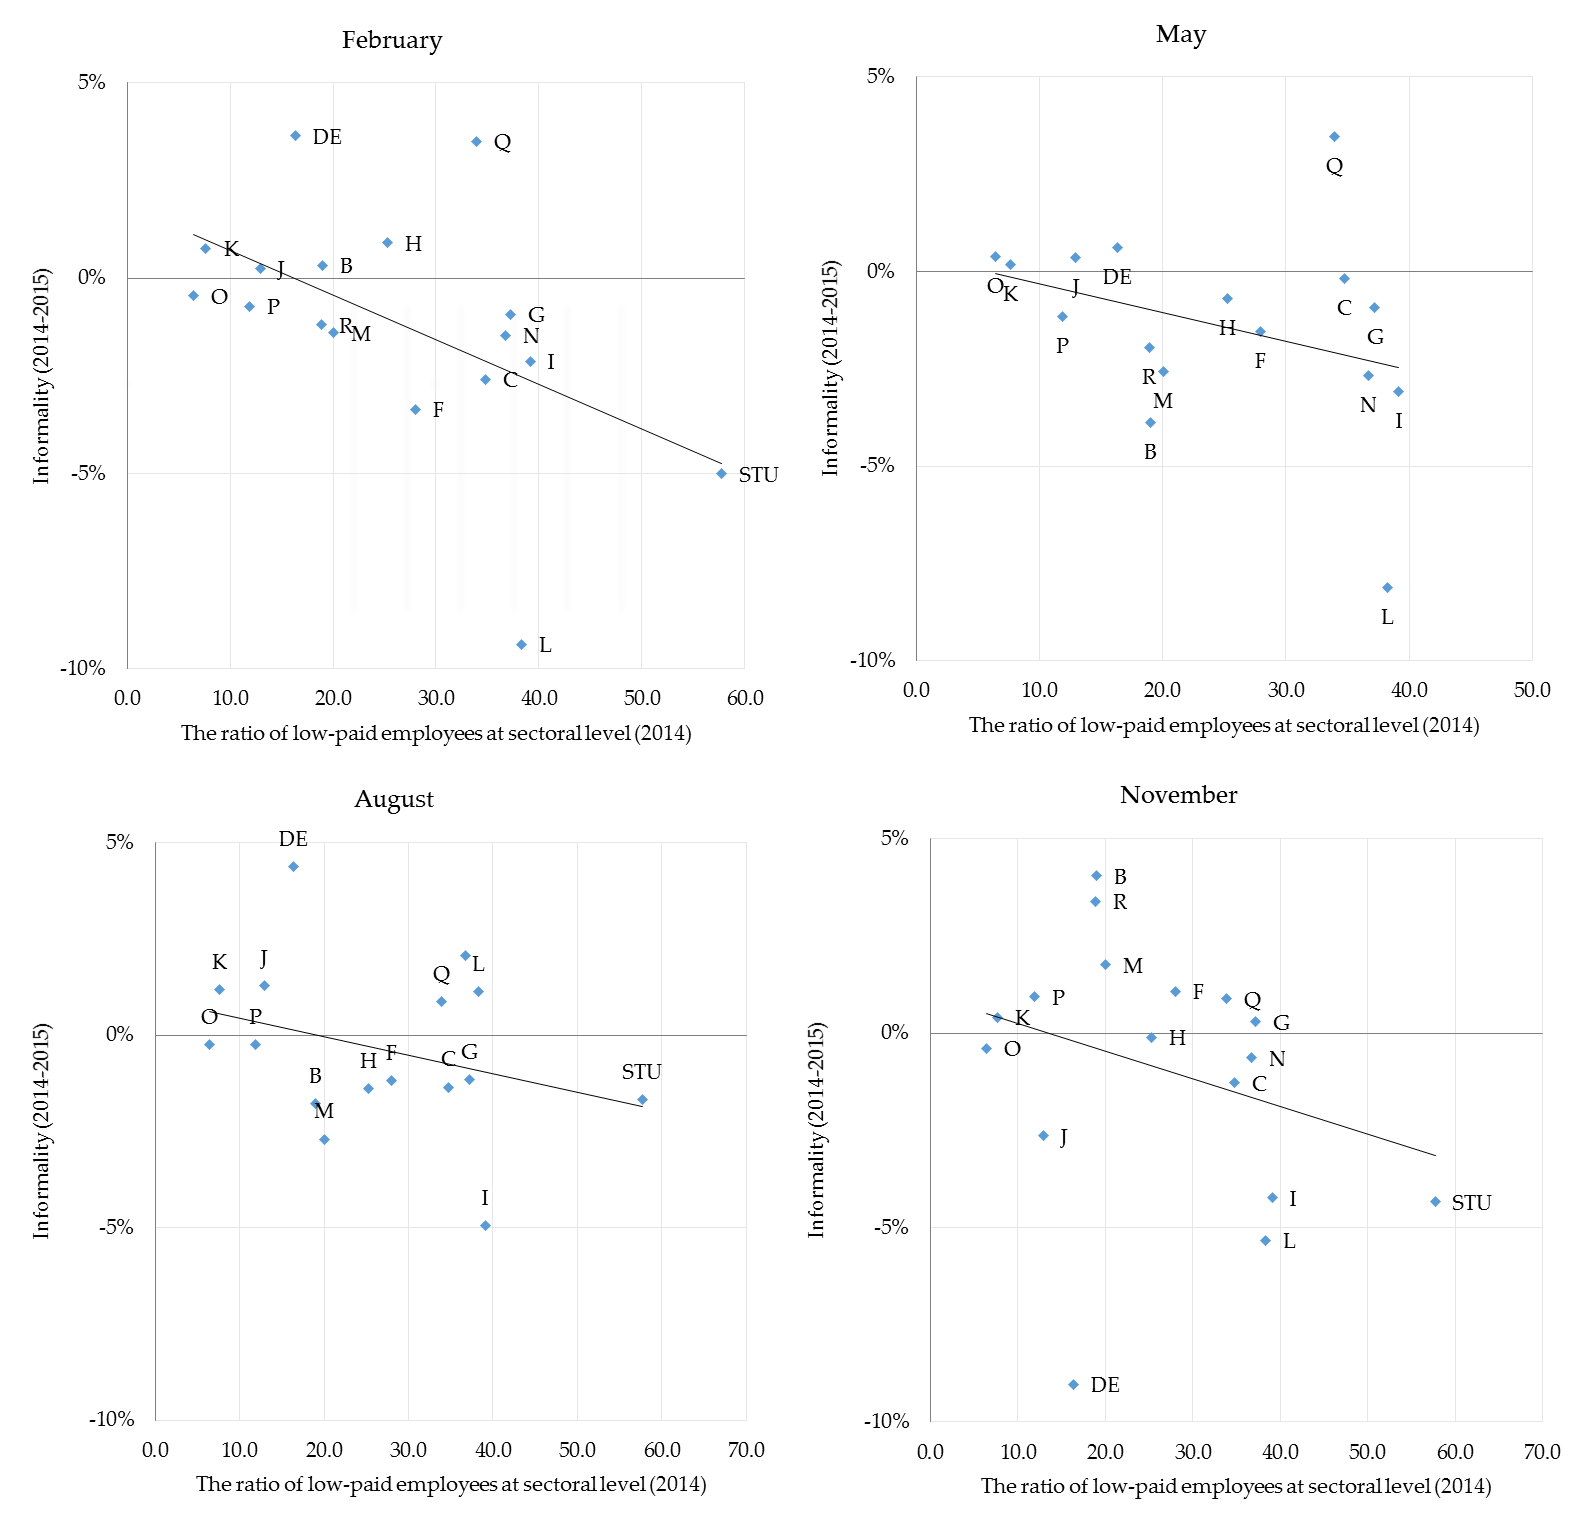 February
5%
0%
-5%
-10%
Informality (2014-2015)
DE
Q
K
J
B
H
O
P
R
M
G
N
I
C
F
STU
L
0.0 10.0 20.0 30.0 40.0 50.0 60.0
The ratio of low-paid employees at sectoral level (2014)
May
5%
0%
-5%
-10%
Informality (2014-2015)
Q
O
K
J
DE
C
P
H
G
F
R
M
N
I
B
L
0.0 10.0 20.0 30.0 40.0 50.0
The ratio of low-paid employees at sectoral level (2014)
August
5%
0%
-5%
-10%
Informality (2014-2015)
DE
K
J
Q
L
O
P
H
F
C
G
B
M
STU
I
0.0 10.0 20.0 30.0 40.0 50.0 60.0 70.0
The ratio of low-paid employees at sectoral level (2014)
November
5%
0%
-5%
-10%
Informality (2014-2015)
B
R
M
P
F
Q
K
G
O
H
N
C
J
I
STU
L
DE
0.0 10.0 20.0 30.0 40.0 50.0 60.0 70.0
The ratio of low-paid employees at sectoral level (2014)